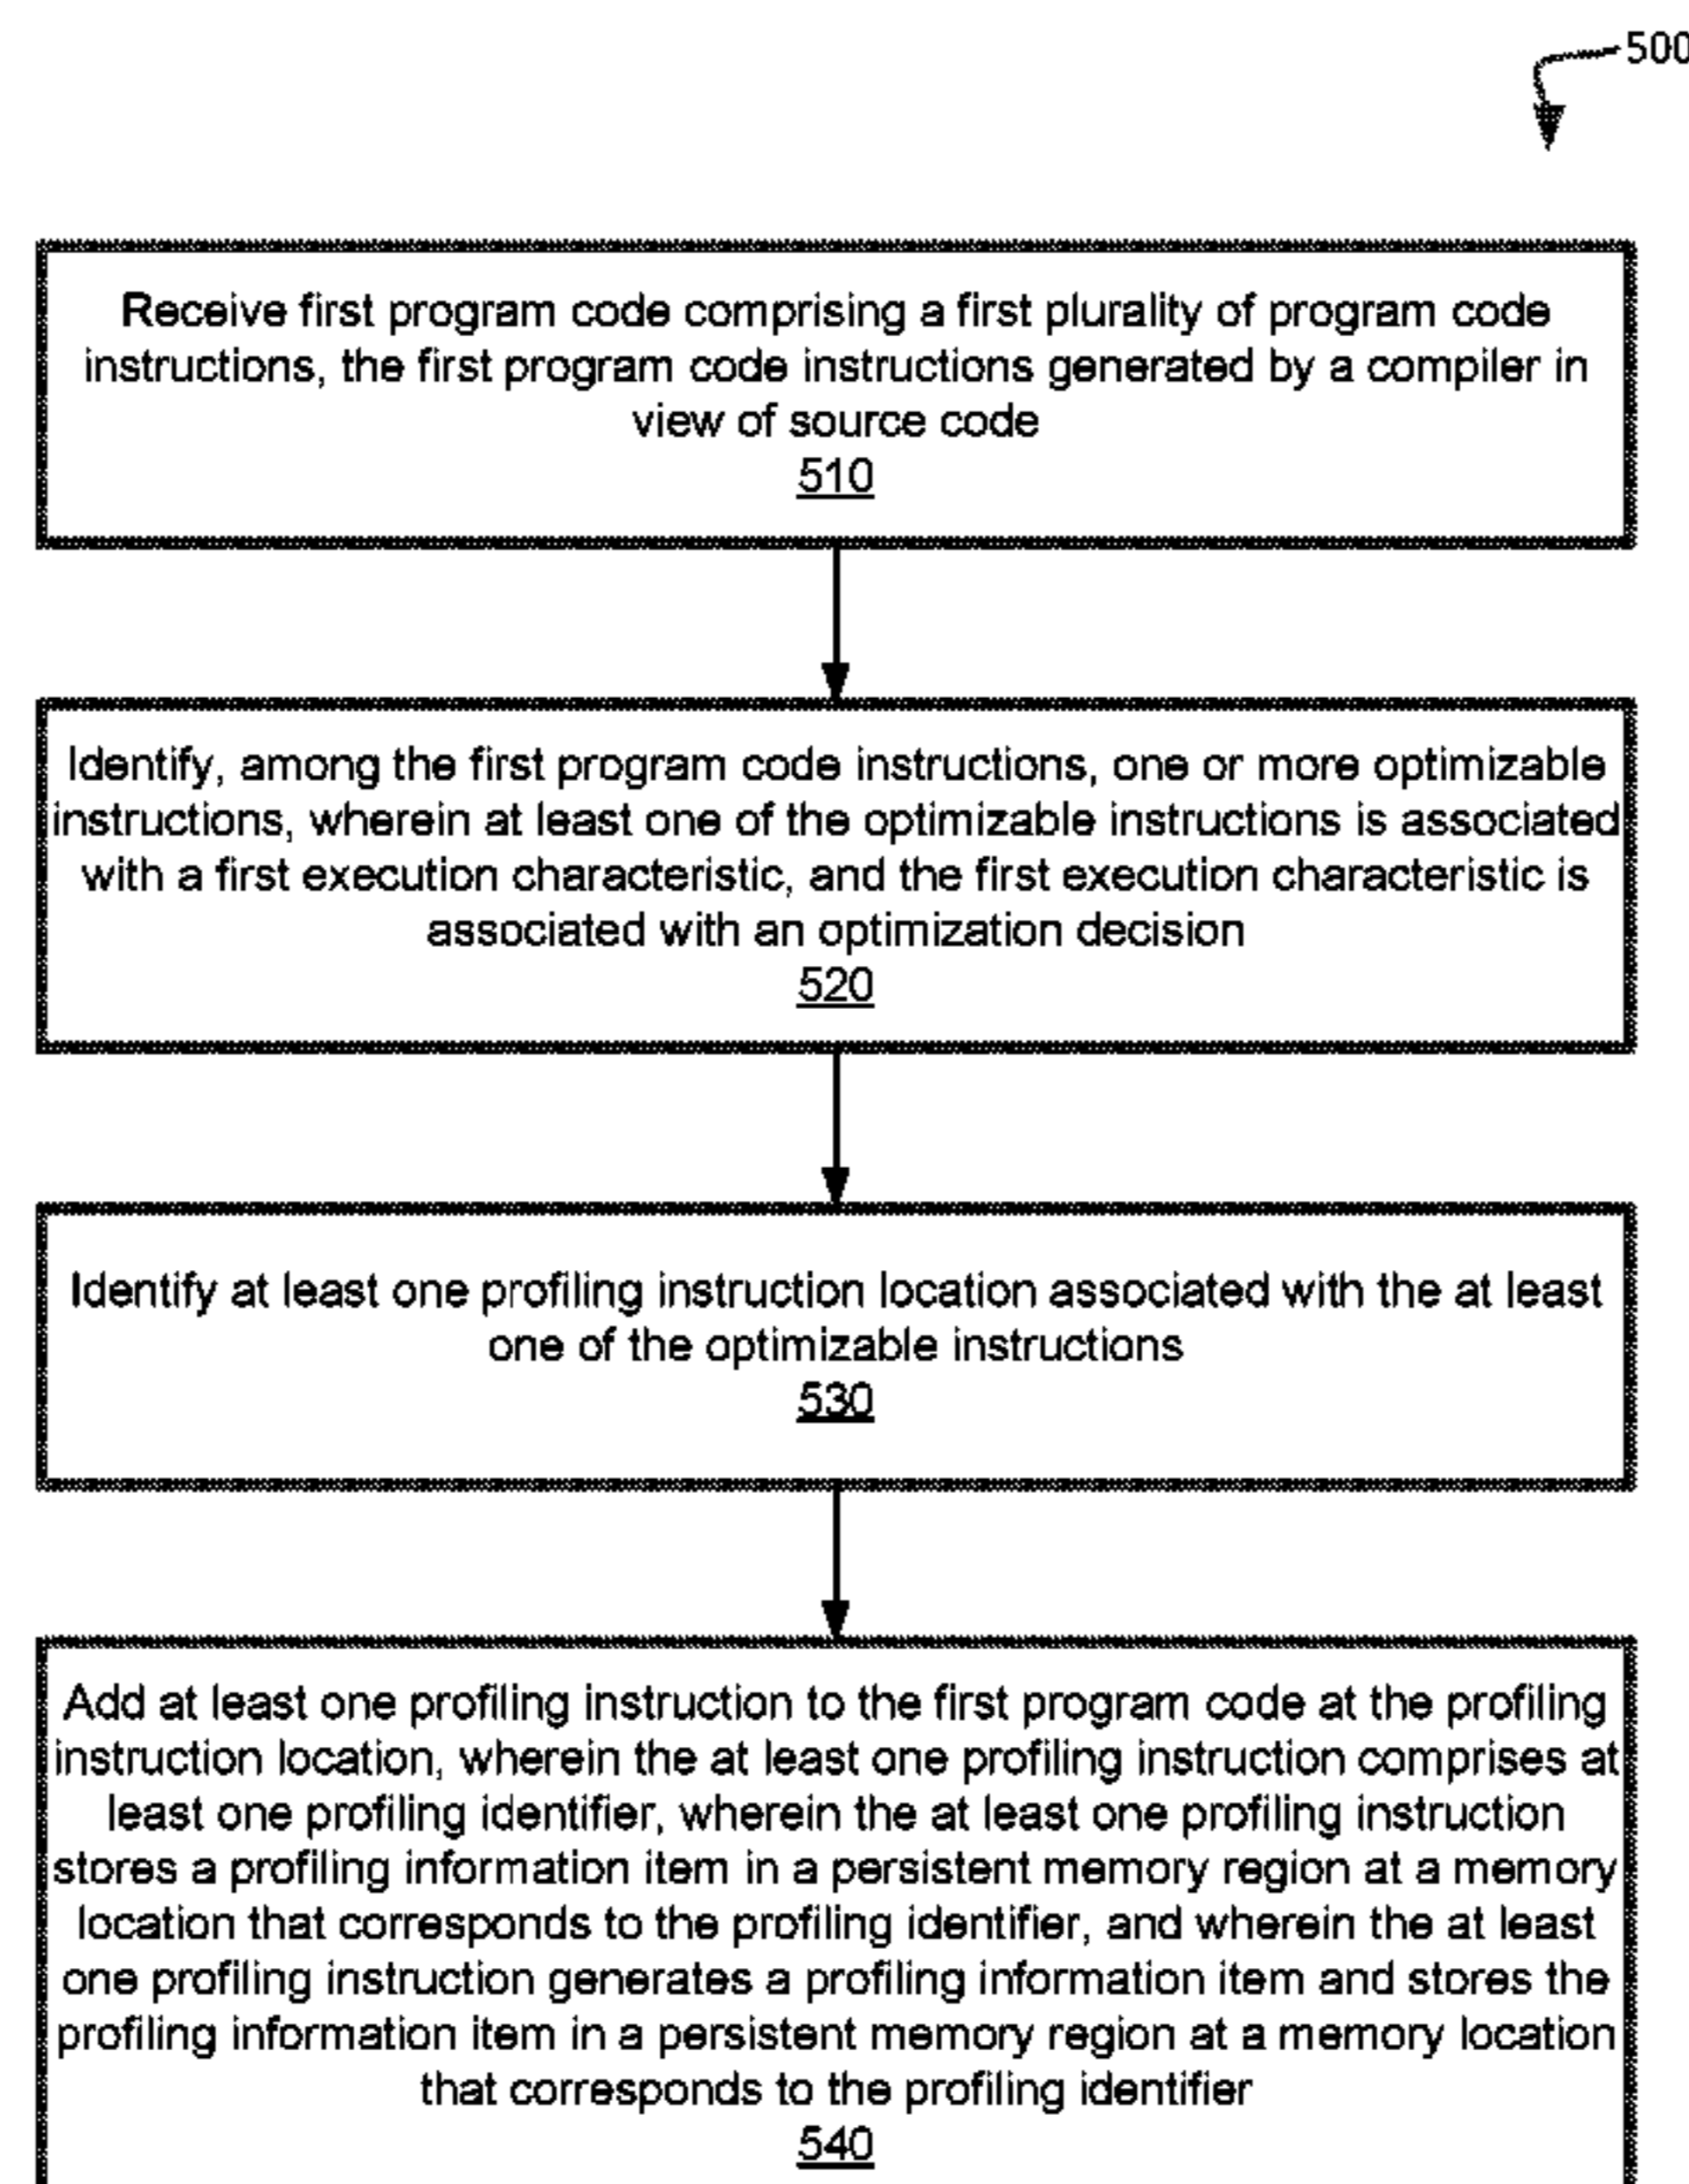 500
Receive first program code comprising a first plurality of program code
instructions, the first program code instructions generated by a compiler in
view of source code
510
Identify, among the first program code instructions, one or more optimizable
instructions, wherein at least one of the optimizable instructions is associated
with a first execution characteristic, and the first execution characteristic is
associated with an optimization decision
520
Identify at least one profiling instruction location associated with the at least
one of the optimizable instructions
530
Add at least one profiling instruction to the first program code at the profiling
instruction location, wherein the at least one profiling instruction comprises at
least one profiling identifier, wherein the at least one profiling instruction
stores a profiling information item in a persistent memory region at a memory
location that corresponds to the profiling identifier, and wherein the at least
one profiling instruction generates a profiling information item and stores the
profiling information item in a persistent memory region at a memory location
that corresponds to the profiling identifier
540